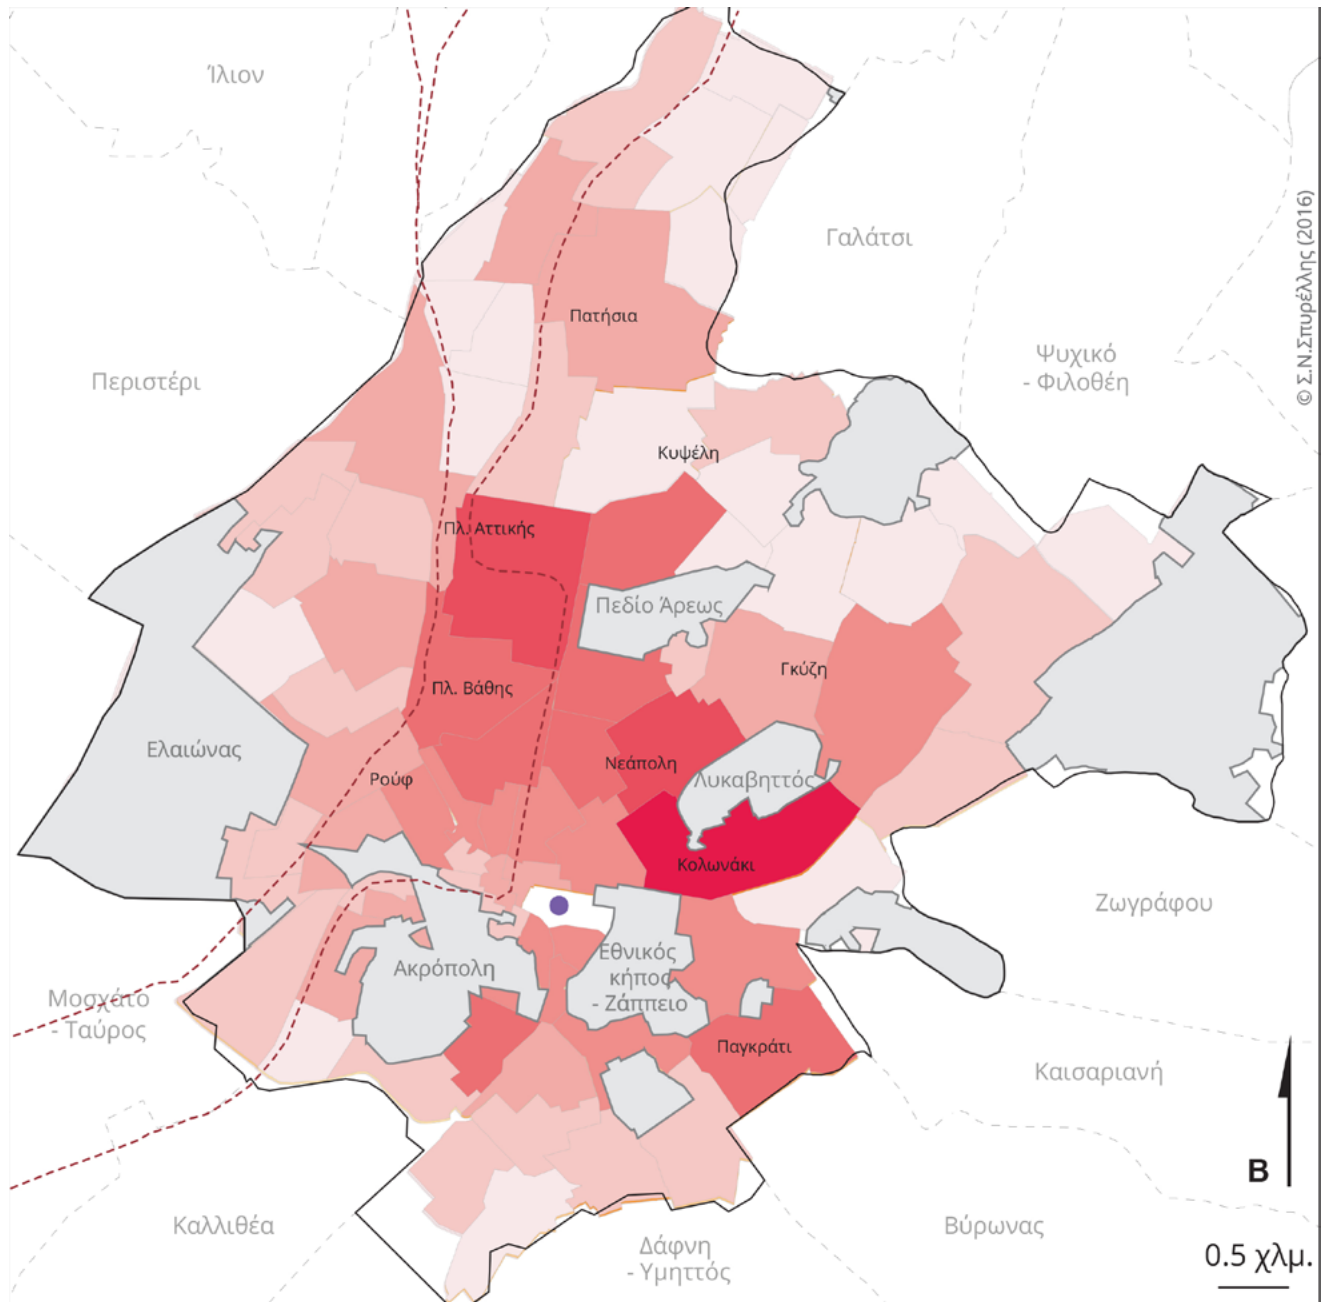 Ίλιον
© Σ.Ν.Σπυρέλλης (2016)
Γαλάτσι
Πατήσια
Ψυχικό
- Φιλοθέη
Περιστέρι
Κυψέλη
Πλ. Αττικής
Πεδίο Άρεως
Γκύζη
Πλ. Βάθης
Ελαιώνας
Νεάπολη
Ρούφ
Λυκαβηττός
Κολωνάκι
Ζωγράφου
Εθνικός
κήπος
- Ζάππειο
Ακρόπολη
Μοσχάτο
- Ταύρος
Παγκράτι
Καισαριανή
Β
Καλλιθέα
Βύρωνας
Δάφνη
- Υμηττός
0.5 χλμ.